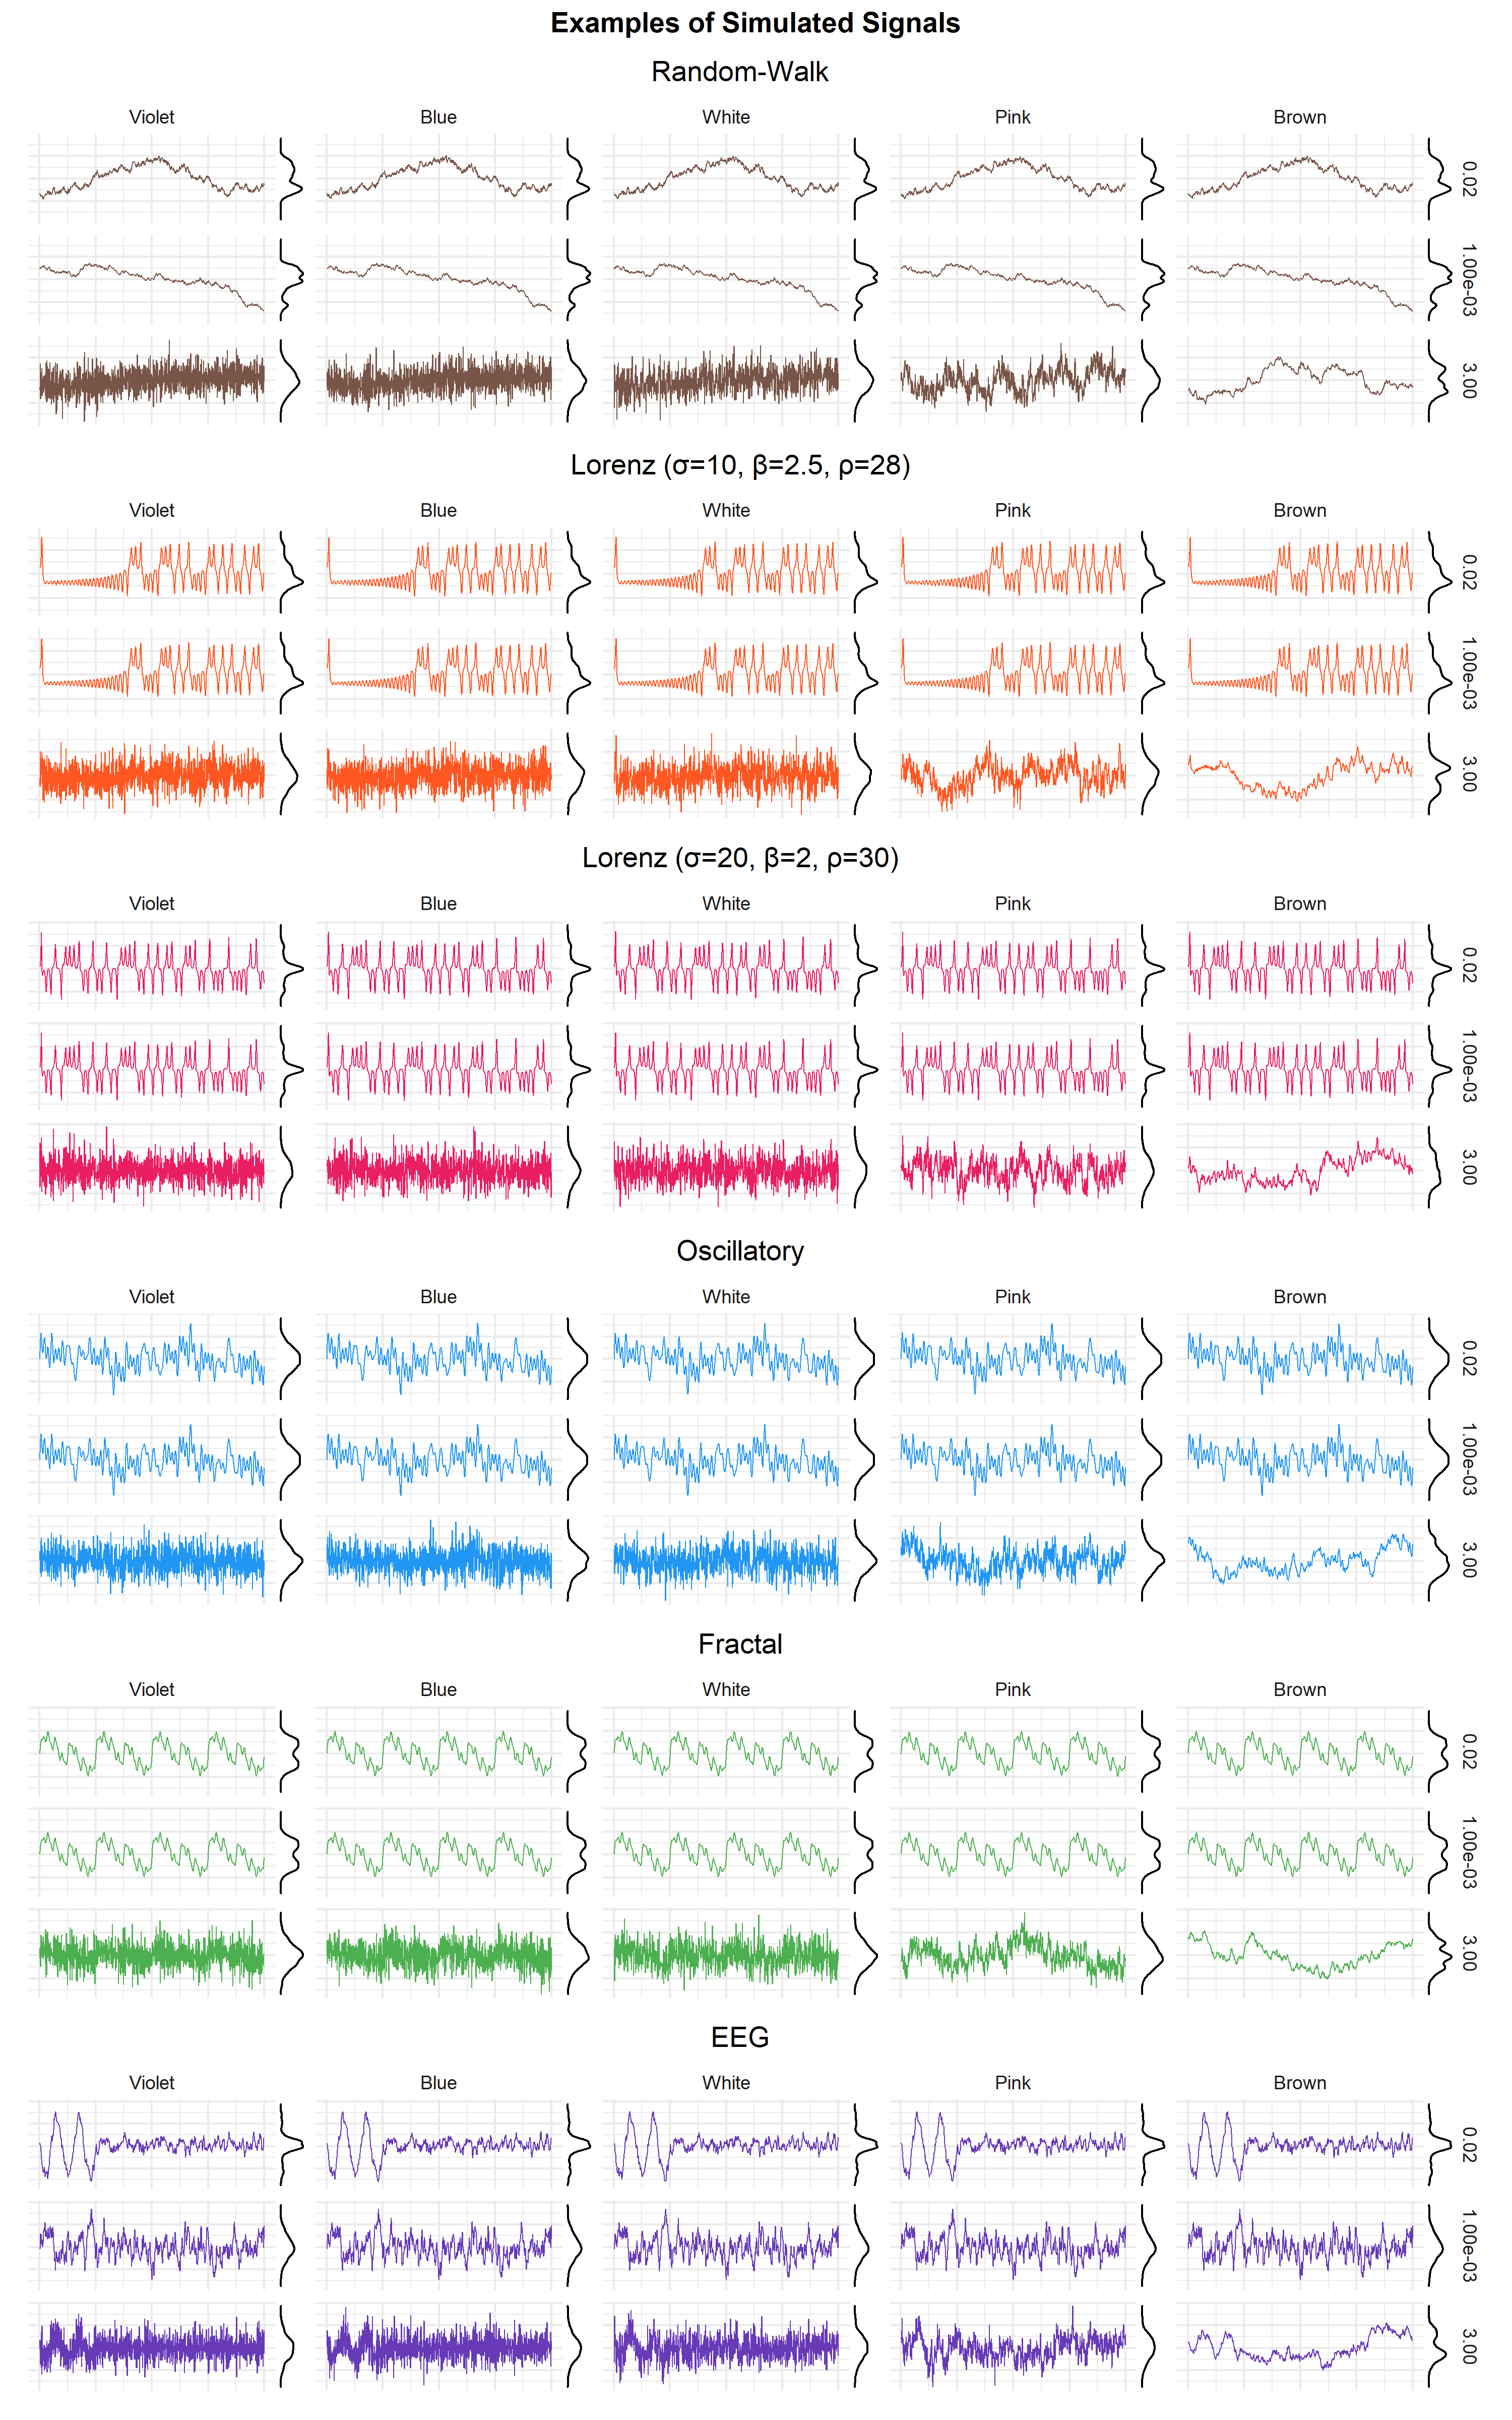 Examples of Simulated Signals
Random-Walk
Violet Blue White Pink Brown
0.02
1.00e-03
3.00
Lorenz (σ=10, β=2.5, ρ=28)
Violet Blue White Pink Brown
0.02
1.00e-03
3.00
Lorenz (σ=20, β=2, ρ=30)
Violet Blue White Pink Brown
0.02
1.00e-03
3.00
Oscillatory
Violet Blue White Pink Brown
0.02
1.00e-03
3.00
Fractal
Violet Blue White Pink Brown
0.02
1.00e-03
3.00
EEG
Violet Blue White Pink Brown
0.02
1.00e-03
3.00